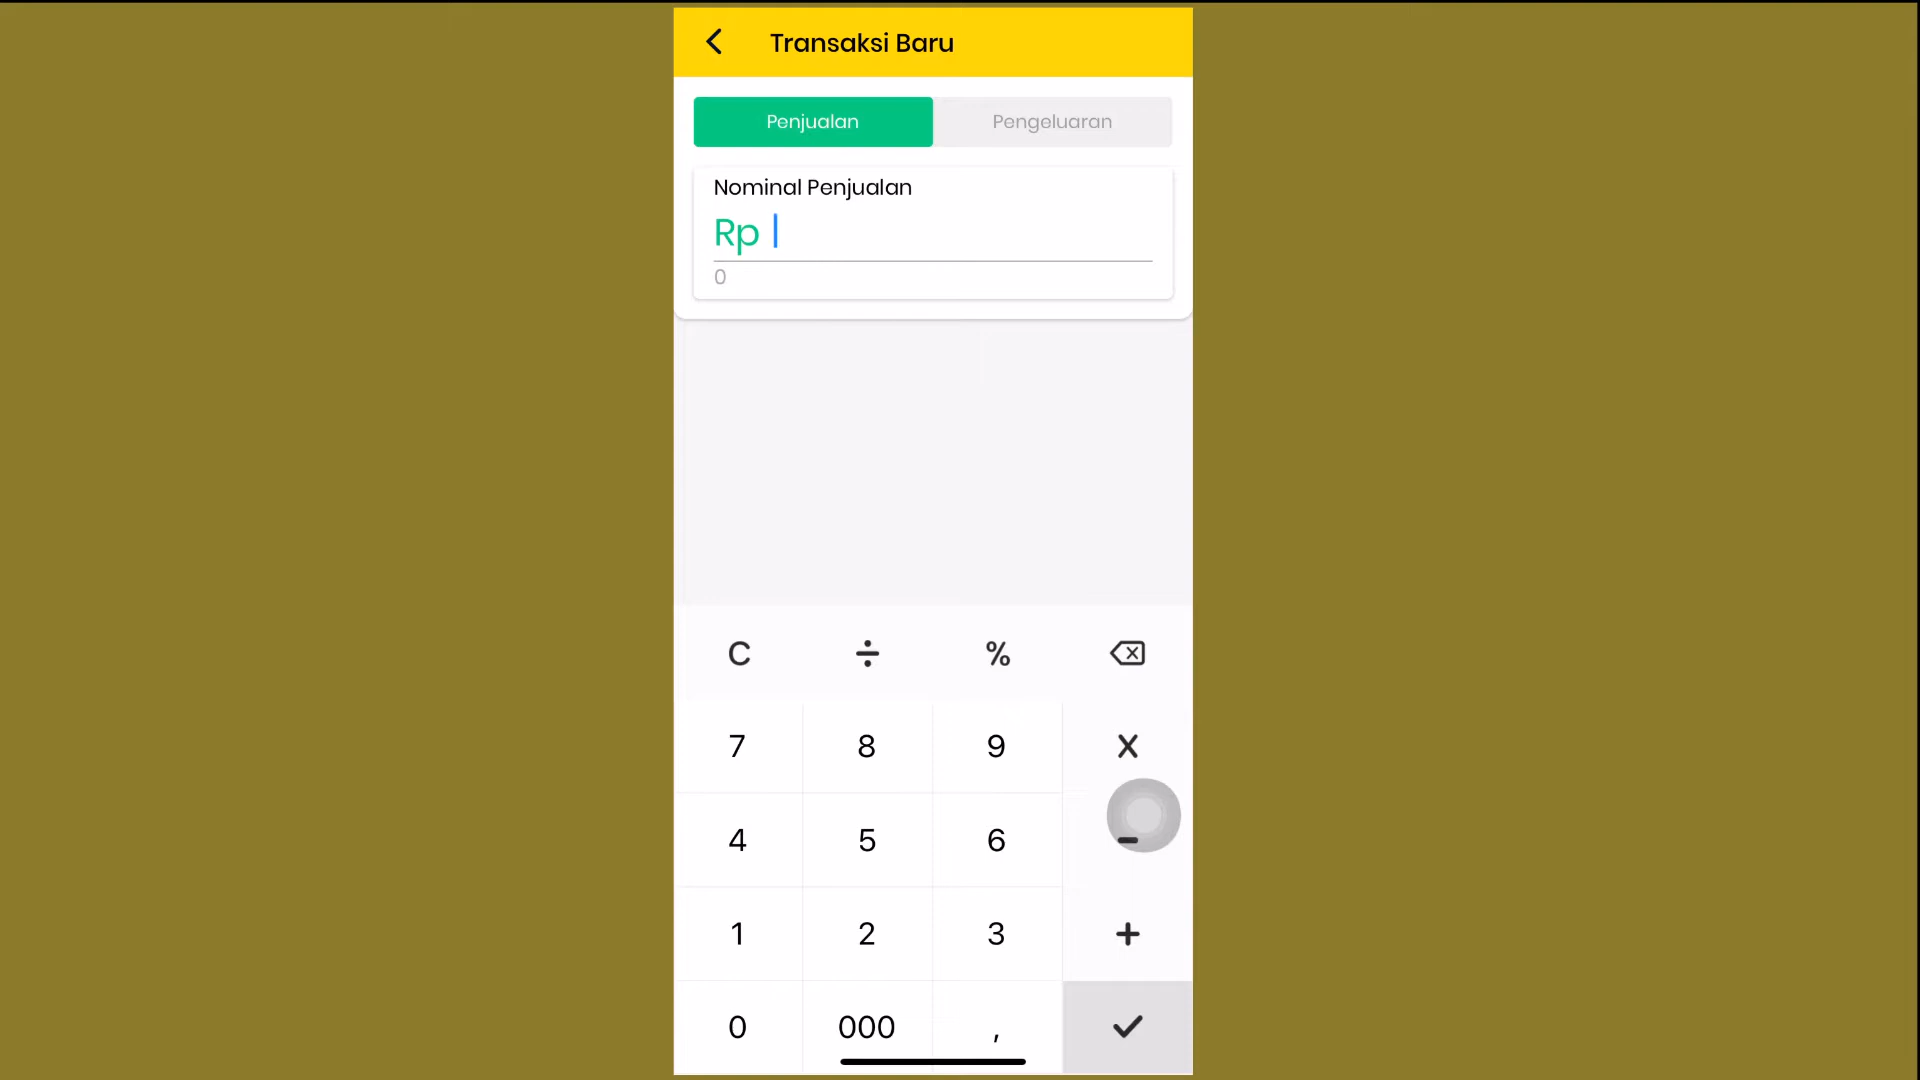 Transaksi Baru
Penjualan Pengeluaran
Nominal Penjualan
Rp
0
C ÷ %
7 8 9 X
4 5 6 -
1 2 3 +
0 000 ,